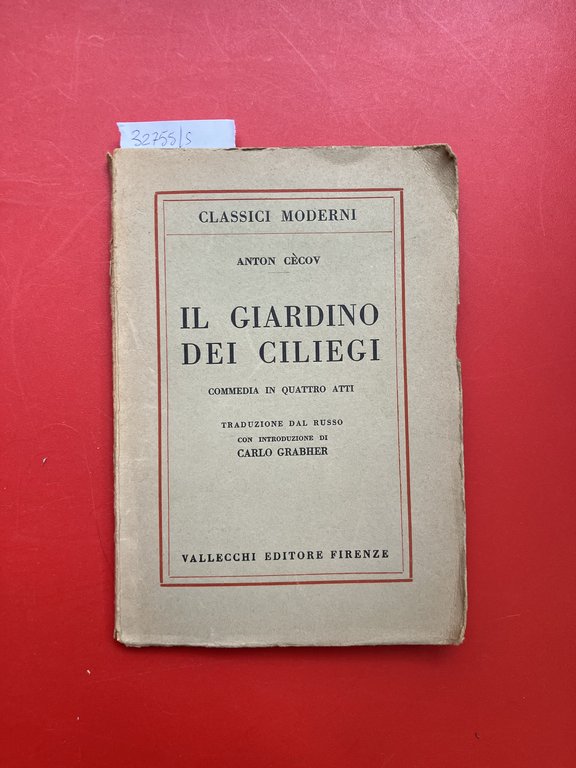 32755/s
CLASSICI MODERNI
ANTON CÈCOV
IL GIARDINO
DEI CILIEGI
COMMEDIA IN QUATTRO ATTI
TRADUZIONE DAL RUSSO
CON INTRODUZIONE DI
CARLO GRABHER
VALLECCHI EDITORE FIRENZE